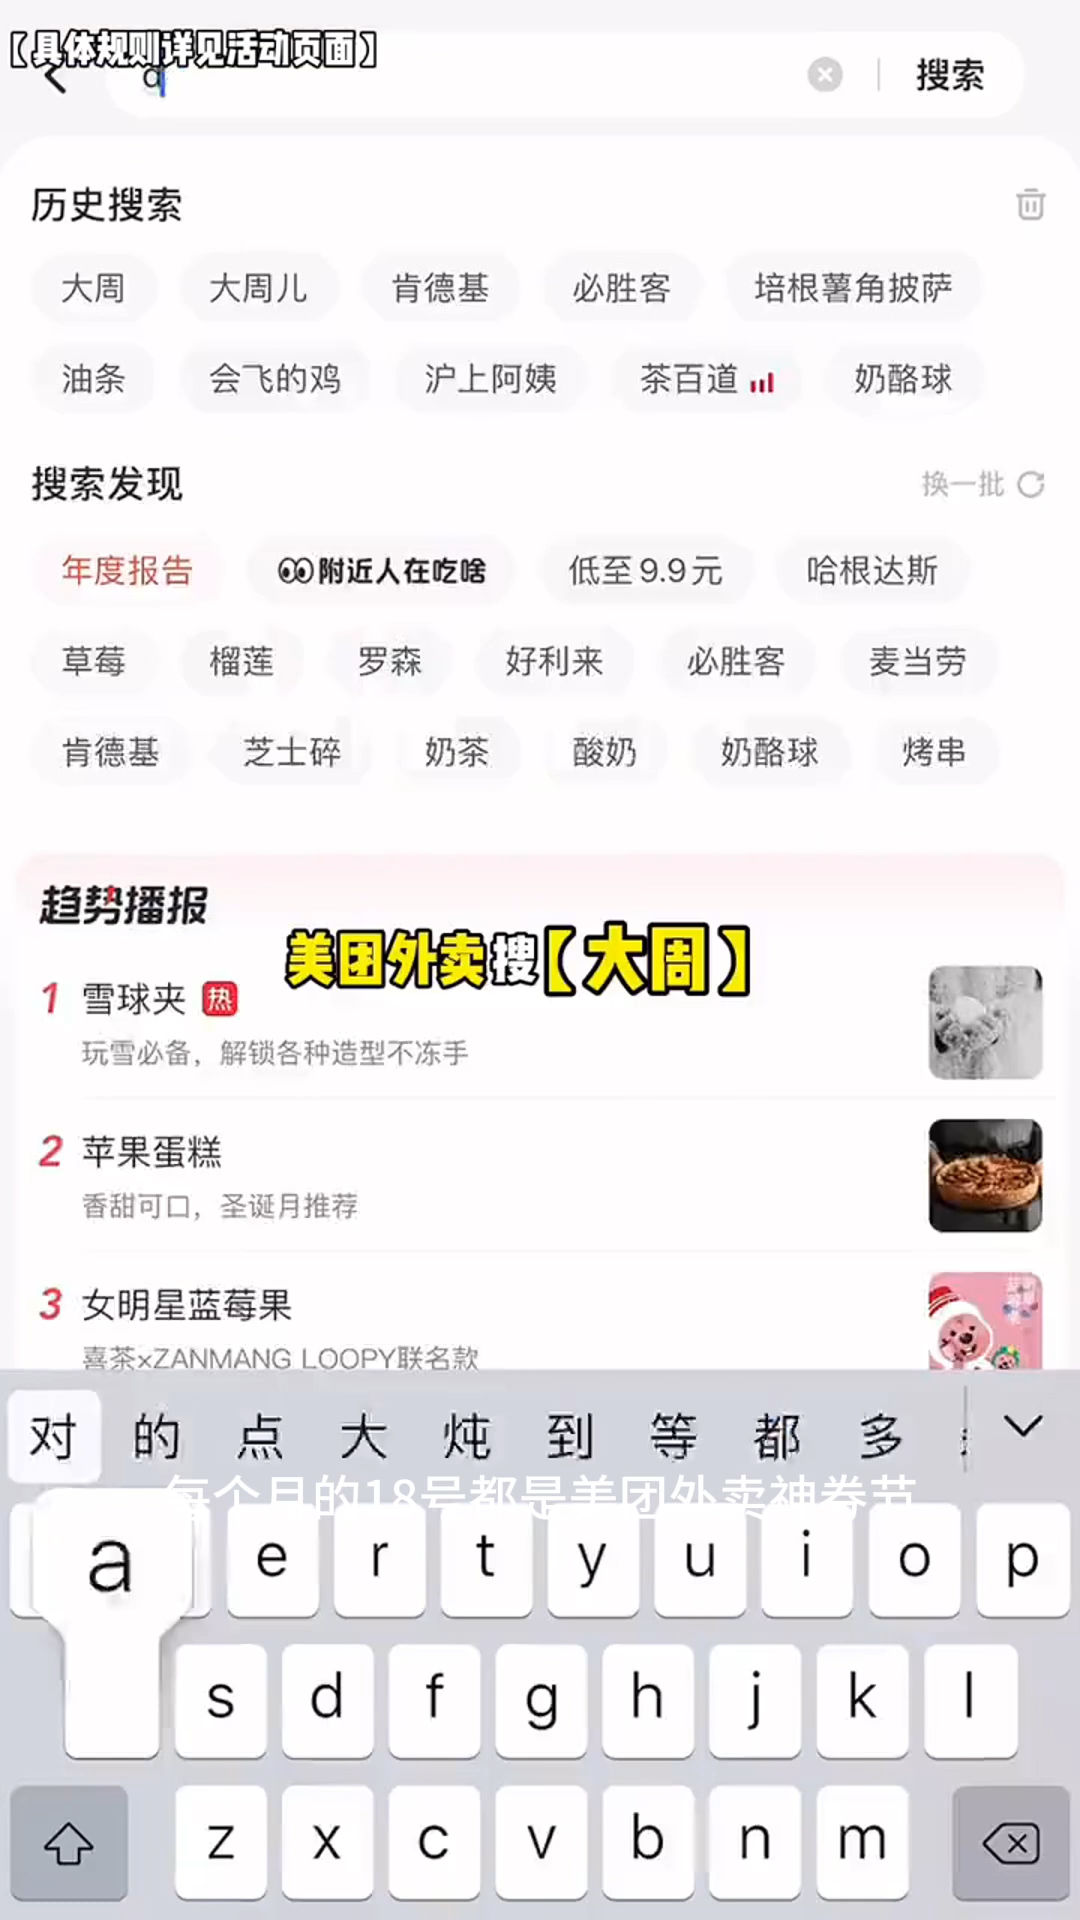 【具体规则详见活动页面】
d
搜索
历史搜索
大周 大周儿 肯德基 必胜客 培根薯角披萨
油条 会飞的鸡 沪上阿姨 茶百道 奶酪球
搜索发现 换一批
年度报告 附近人在吃啥 低至9.9元 哈根达斯
草莓 榴莲 罗森 好利来 必胜客 麦当劳
肯德基 芝士碎 奶茶 酸奶 奶酪球 烤串
趋势播报
美团外卖搜【大周】
1 雪球夹 热
玩雪必备，解锁各种造型不冻手
2 苹果蛋糕
香甜可口，圣诞月推荐
3 女明星蓝莓果
喜茶×ZANMANG LOOPY联名款
对 的 点 大 炖 到 等 都 多
每个月的18号都是美团外卖神券节
a e r t y u i o p
s d f g h j k l
z x c v b n m